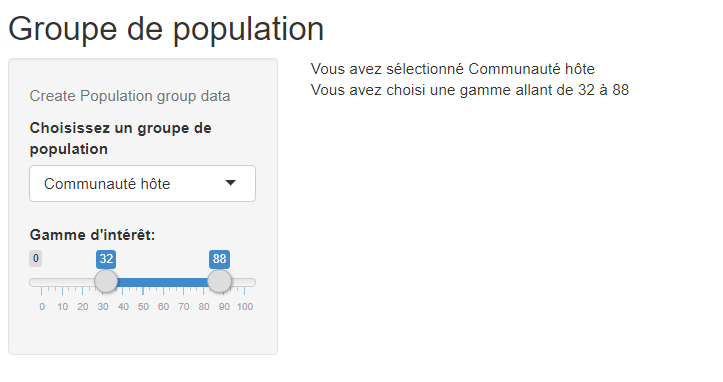 Groupe de population
Create Population group data
Choisissez un groupe de
population
Communauté hôte
Gamme d'intérêt:
0 32 88
0 10 20 30 40 50 60 70 80 90 100
Vous avez sélectionné Communauté hôte
Vous avez choisi une gamme allant de 32 à 88